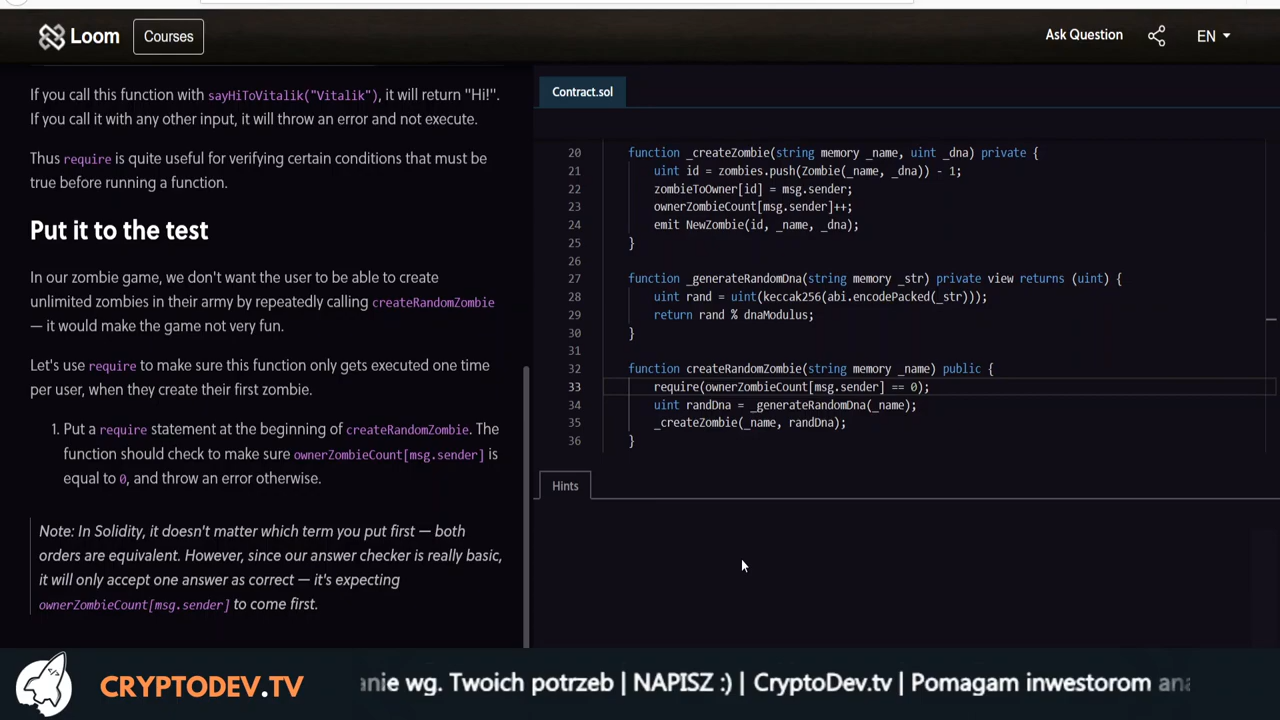 Loom
Courses
Ask Question
EN
If you call this function with sayHiToVitalik("Vitalik"), it will return "Hi!".
If you call it with any other input, it will throw an error and not execute.
Thus require is quite useful for verifying certain conditions that must be
true before running a function.
Put it to the test
In our zombie game, we don't want the user to be able to create
unlimited zombies in their army by repeatedly calling createRandomZombie
— it would make the game not very fun.
Let's use require to make sure this function only gets executed one time
per user, when they create their first zombie.
1. Put a require statement at the beginning of createRandomZombie. The
function should check to make sure ownerZombieCount[msg.sender] is
equal to 0, and throw an error otherwise.
Note: In Solidity, it doesn't matter which term you put first — both
orders are equivalent. However, since our answer checker is really basic,
it will only accept one answer as correct — it's expecting
ownerZombieCount[msg.sender] to come first.
Contract.sol
20 function _createZombie(string memory _name, uint _dna) private {
21 uint id = zombies.push(Zombie(_name, _dna)) - 1;
22 zombieToOwner[id] = msg.sender;
23 ownerZombieCount[msg.sender]++;
24 emit NewZombie(id, _name, _dna);
25 }
26
27 function _generateRandomDna(string memory _str) private view returns (uint) {
28 uint rand = uint(keccak256(abi.encodePacked(_str)));
29 return rand % dnaModulus;
30 }
31
32 function createRandomZombie(string memory _name) public {
33 require(ownerZombieCount[msg.sender] == 0);
34 uint randDna = _generateRandomDna(_name);
35 _createZombie(_name, randDna);
36 }
Hints
CRYPTODEV.TV
anie wg. Twoich potrzeb | NAPISZ :) | CryptoDev.tv | Pomagam inwestorom ana